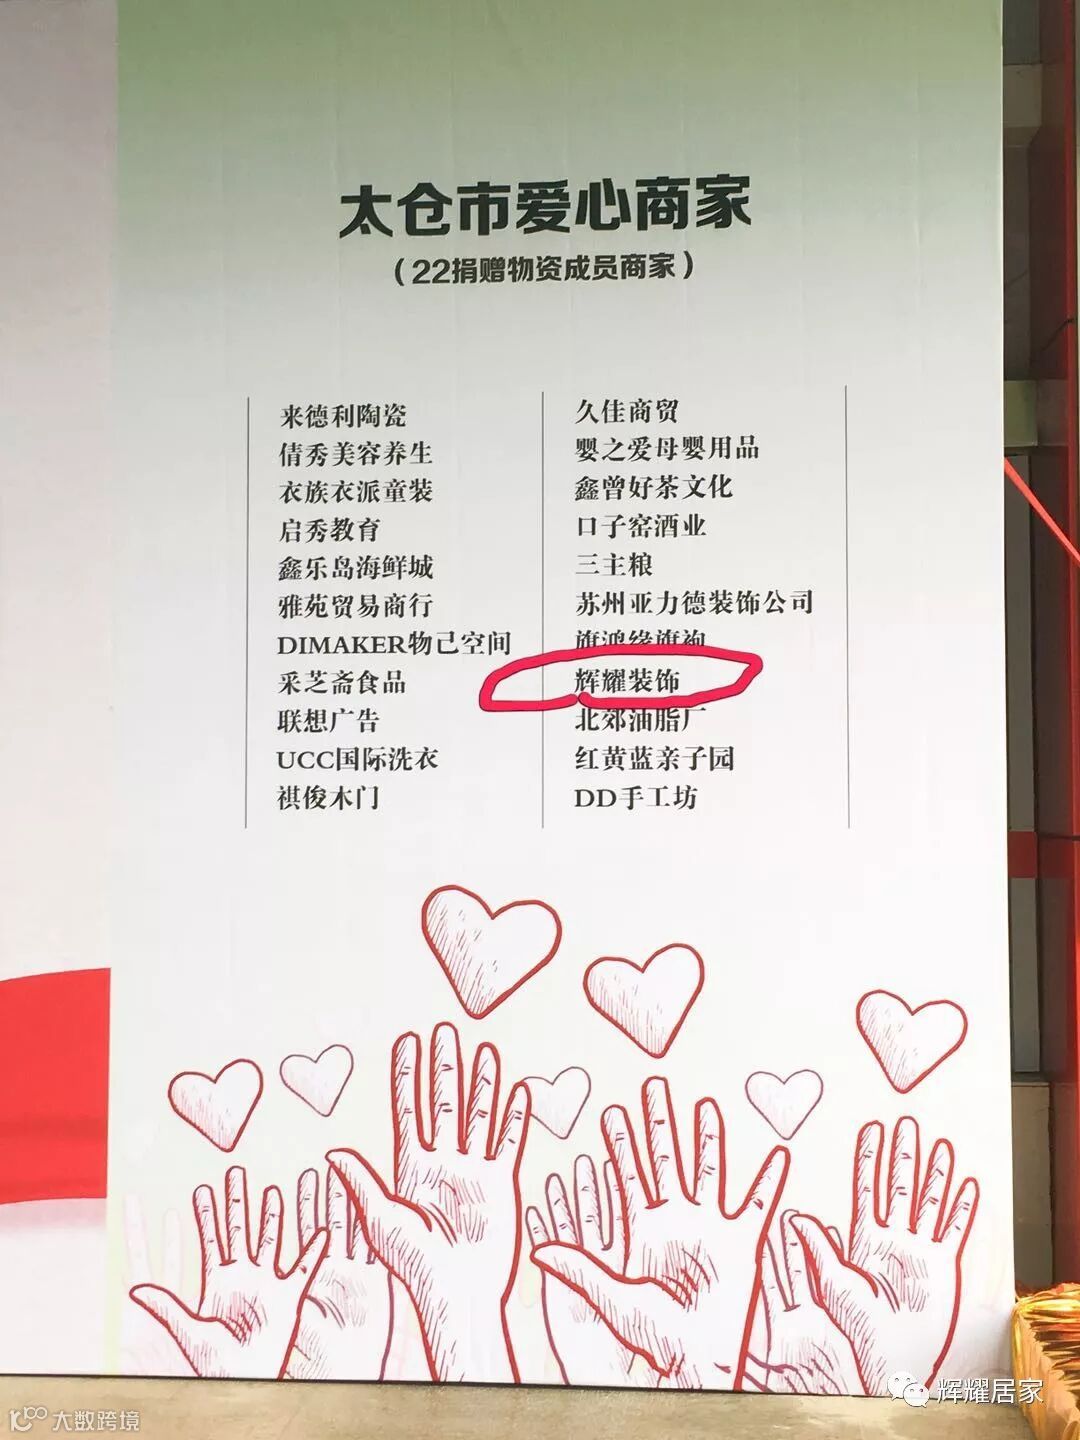 太仓市爱心商家
（22捐赠物资成员商家）
来德利陶瓷
倩秀美容养生
衣族衣派童装
启秀教育
鑫乐岛海鲜城
雅苑贸易商行
DIMAKER物己空间
采芝斋食品
联想广告
UCC国际洗衣
祺俊木门
久佳商贸
婴之爱母婴用品
鑫曾好茶文化
口子窑酒业
三主粮
苏州亚力德装饰公司
旗鸿缘旗袍
辉耀装饰
北郊油脂厂
红黄蓝亲子园
DD手工坊
辉耀居家
大数跨境